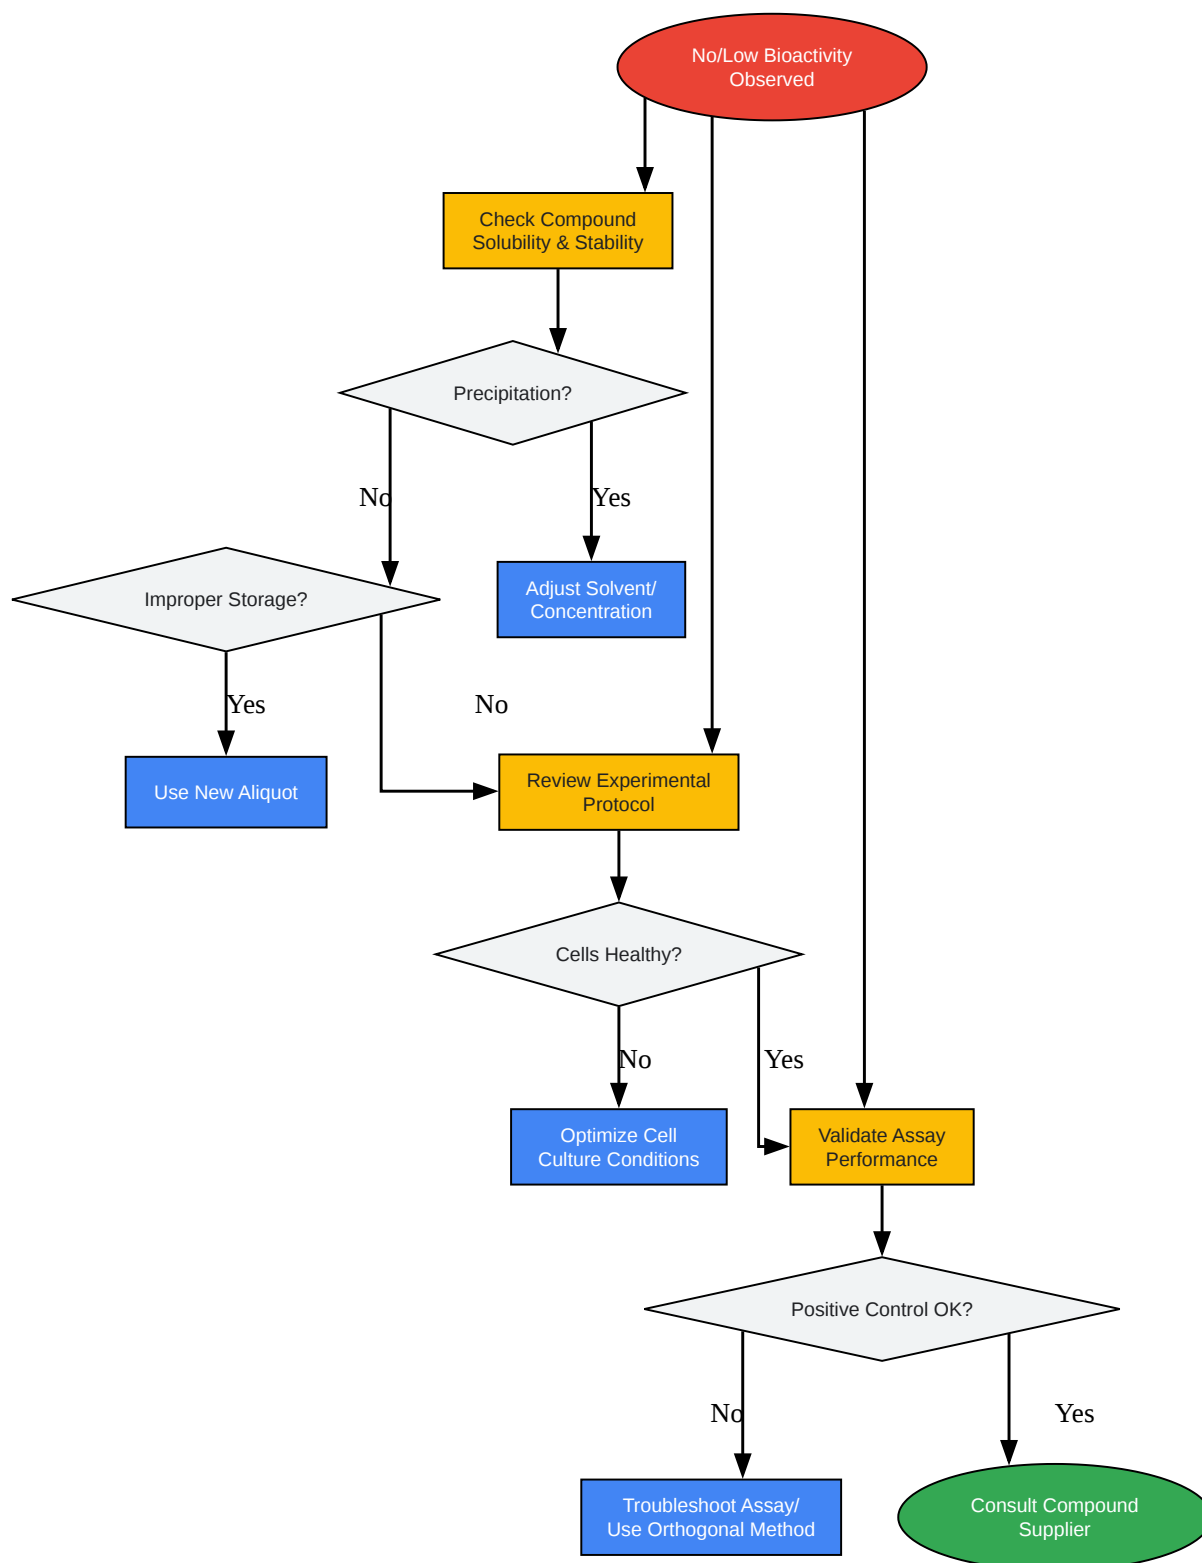 No/Low Bioactivity
Observed
Check Compound
Solubility & Stability
Precipitation?
No
Yes
Adjust Solvent/
Concentration
Improper Storage?
Yes
No
Use New Aliquot
Review Experimental
Protocol
Cells Healthy?
No
Yes
Optimize Cell
Culture Conditions
Validate Assay
Performance
Positive Control OK?
No
Yes
Troubleshoot Assay/
Use Orthogonal Method
Consult Compound
Supplier